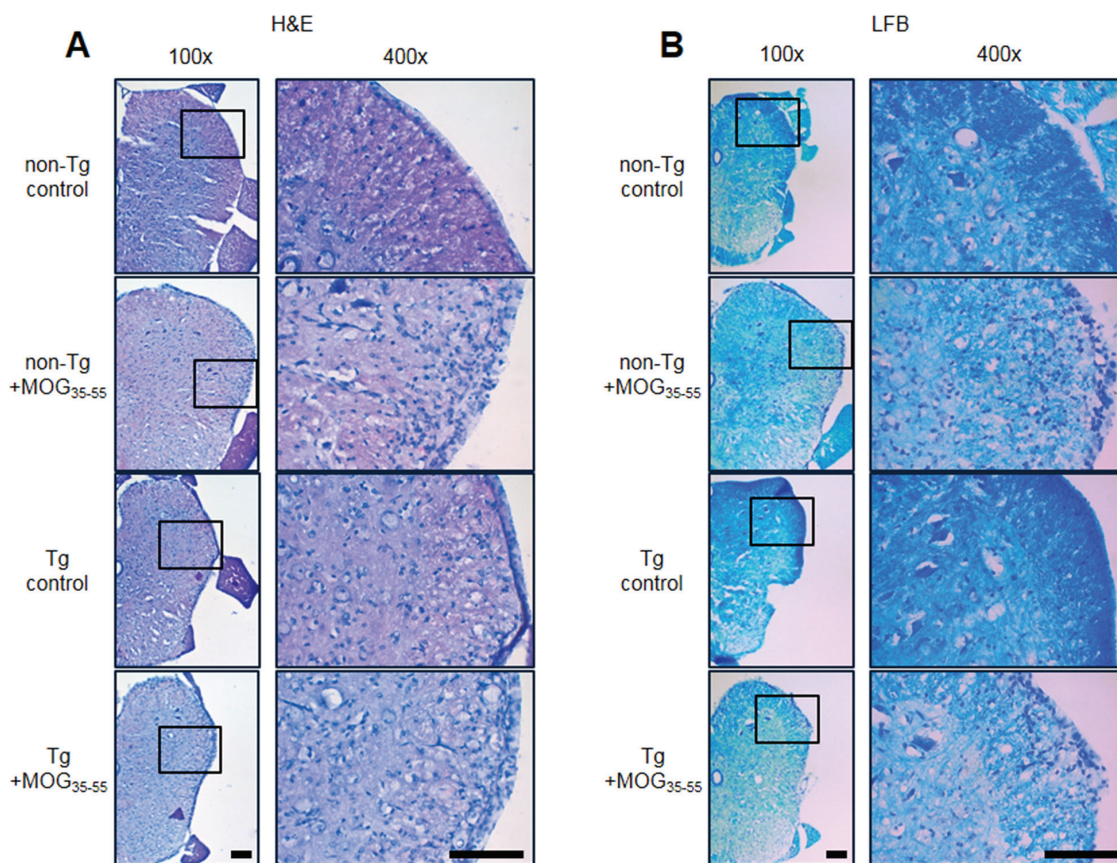 A
H&E
100x
400x
non-Tg
control
non-Tg
+MOG35-55
Tg
control
Tg
+MOG35-55
B
LFB
100x
400x
non-Tg
control
non-Tg
+MOG35-55
Tg
control
Tg
+MOG35-55